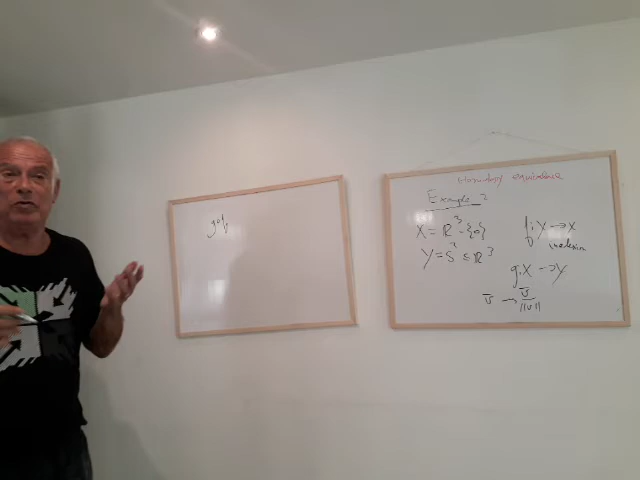 g∘f
Homotopy equivalence
Example 2
X = ℝ³ - {0}
Y = S² ⊆ ℝ³
f: Y → X
inclusion
g: X → Y
v̅ → v̅/||v̅||